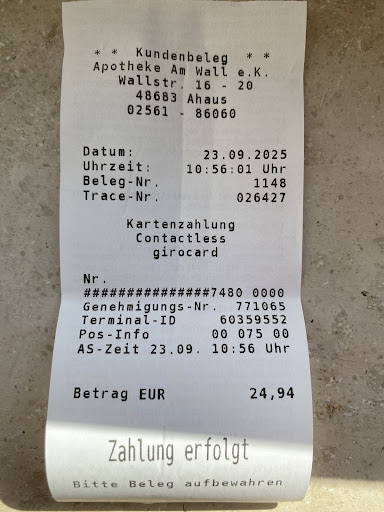 * * Kundenbeleg * *
Apotheke Am Wall e.K.
Wallstr. 16 - 20
48683 Ahaus
02561 - 86060
Datum: 23.09.2025
Uhrzeit: 10:56:01 Uhr
Beleg-Nr. 1148
Trace-Nr. 026427
Kartenzahlung
Contactless
girocard
Nr.
###############7480 0000
Genehmigungs-Nr. 771065
Terminal-ID 60359552
Pos-Info 00 075 00
AS-Zeit 23.09. 10:56 Uhr
Betrag EUR 24,94
Zahlung erfolgt
Bitte Beleg aufbewahren